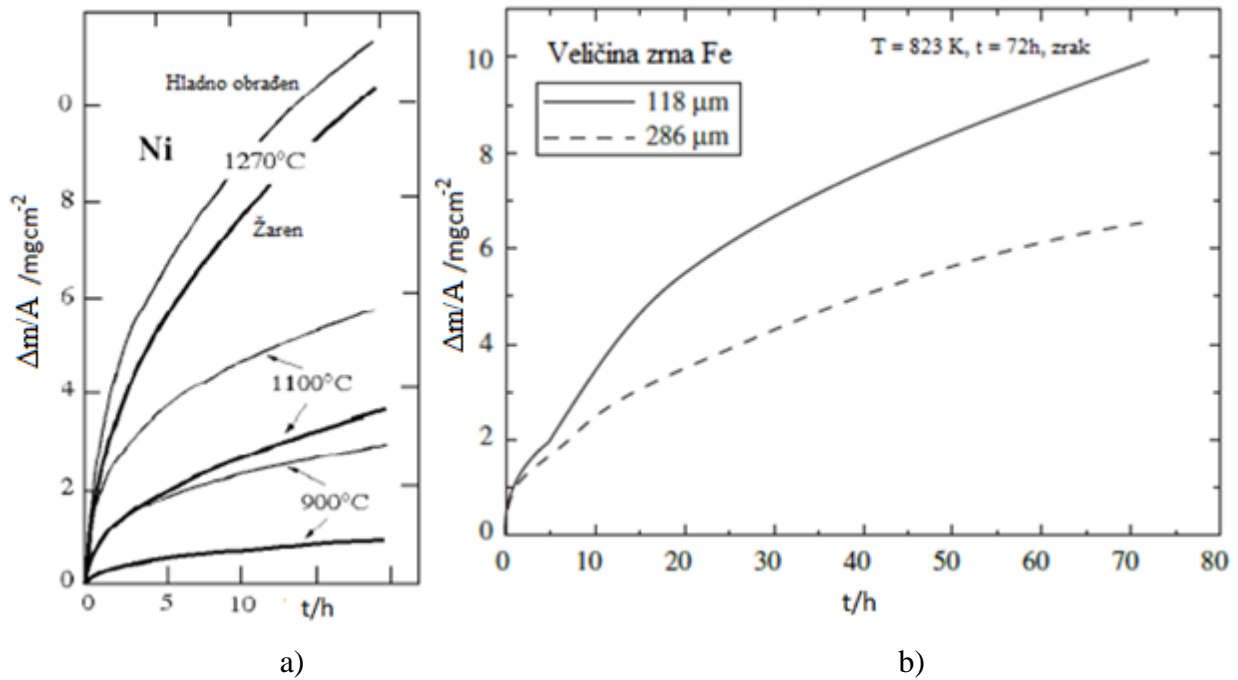 Hladno obrađen
Ni
1270°C
Žaren
1100°C
900°C
0
8
6
4
2
0
0
5
10
Δm/A /mgcm⁻²
t/h
a)
Veličina zrna Fe
118 μm
286 μm
T = 823 K, t = 72h, zrak
10
8
6
4
2
0
0 10 20 30 40 50 60 70 80
Δm/A /mgcm⁻²
t/h
b)